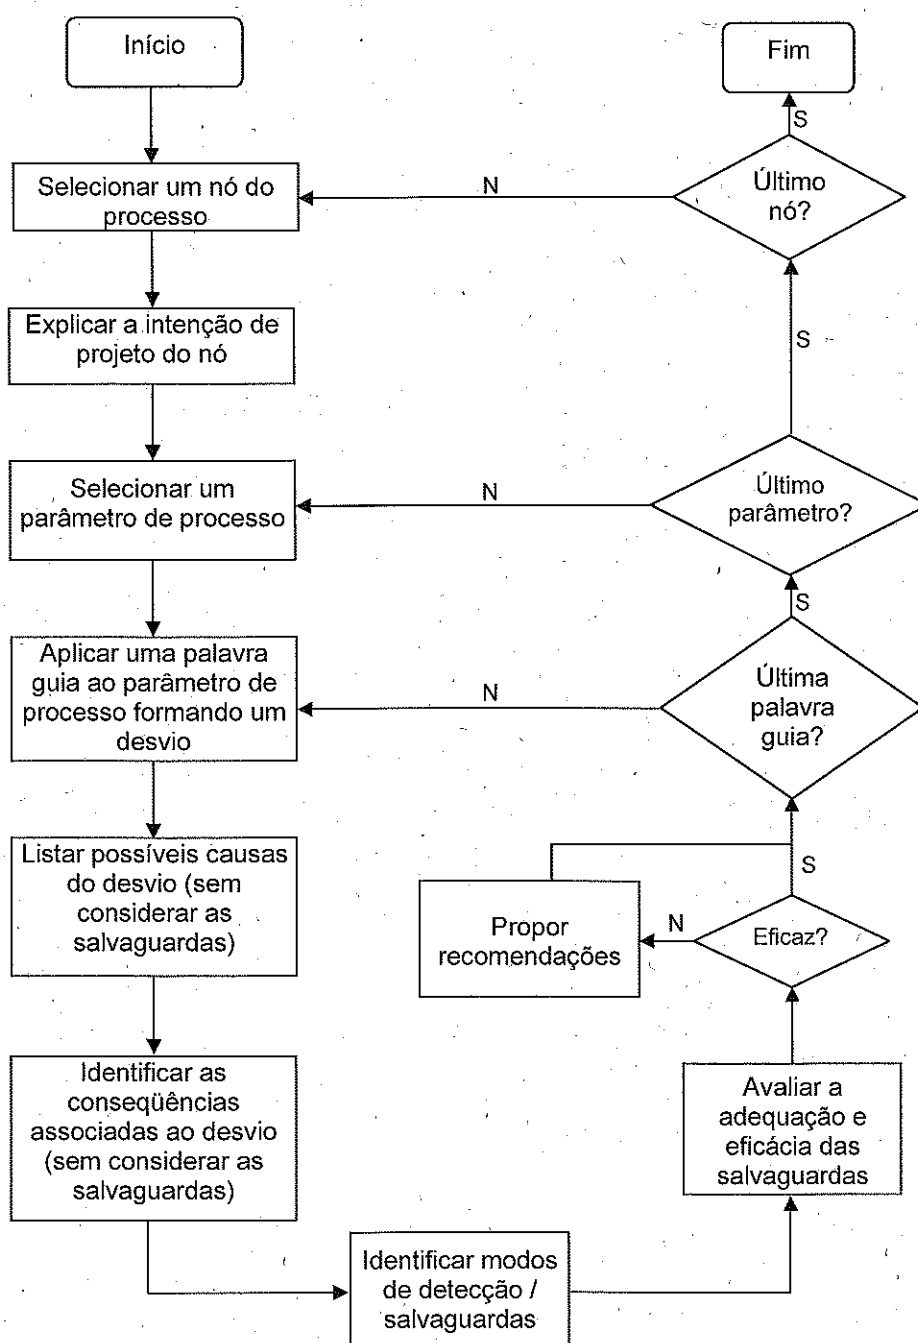 Início
Fim
S
Selecionar um nó do
processo
N
Último
nó?
Explicar a intenção de
projeto do nó
S
Selecionar um
parâmetro de processo
N
Último
parâmetro?
S
Aplicar uma palavra
guia ao parâmetro de
processo formando um
desvio
N
Última
palavra
guia?
Listar possíveis causas
do desvio (sem
considerar as
salvaguardas)
S
Propor
recomendações
N
Eficaz?
Identificar as
conseqüências
associadas ao desvio
(sem considerar as
salvaguardas)
Avaliar a
adequação e
eficácia das
salvaguardas
Identificar modos
de detecção /
salvaguardas